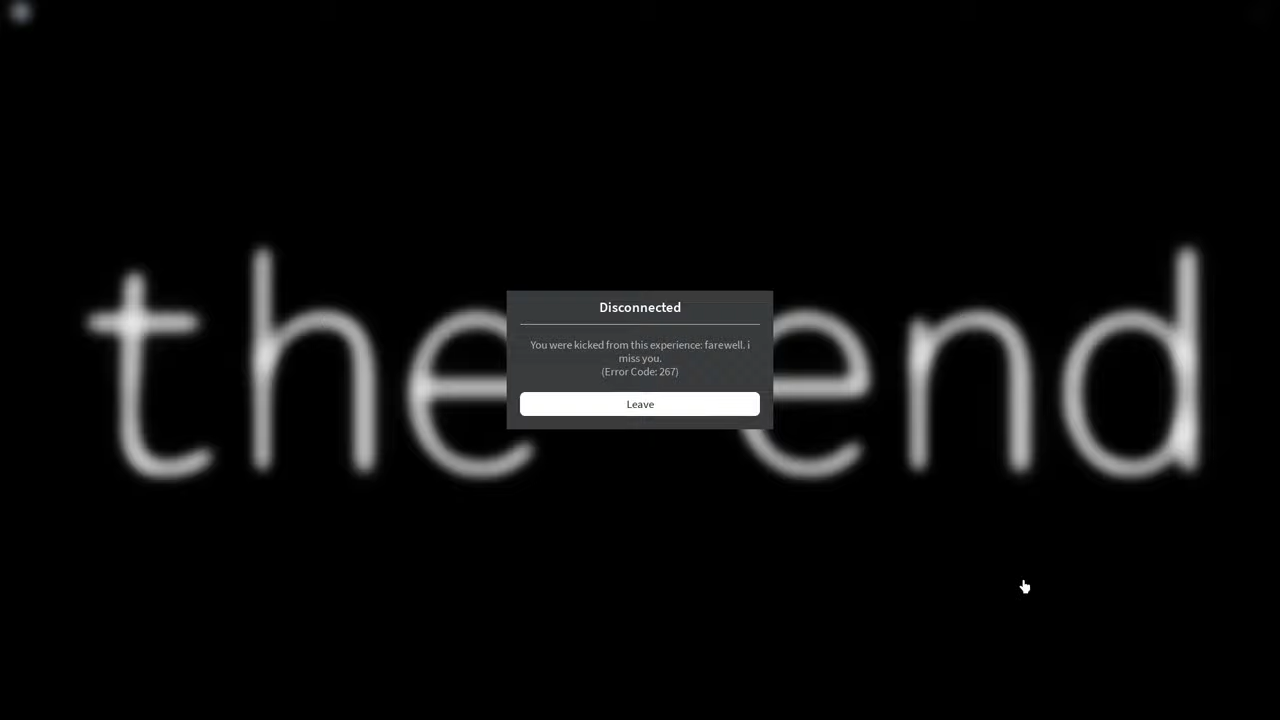 the end
Disconnected
You were kicked from this experience: farewell. i
miss you.
(Error Code: 267)
Leave